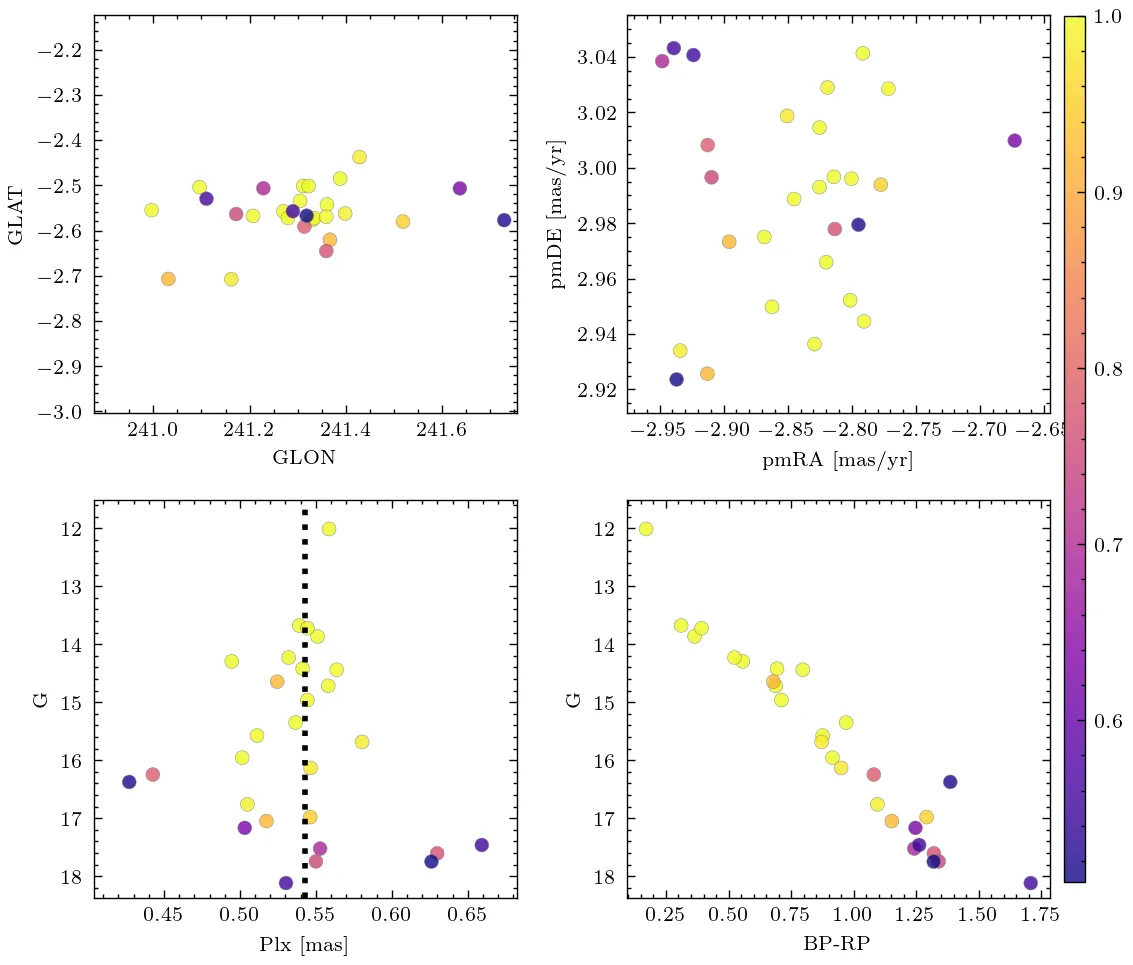 −2.2
−2.3
−2.4
−2.5
−2.6
−2.7
−2.8
−2.9
−3.0
GLAT
241.0 241.2 241.4 241.6
GLON
3.04
3.02
3.00
2.98
2.96
2.94
2.92
pmDE [mas/yr]
−2.95 −2.90 −2.85 −2.80 −2.75 −2.70 −2.65
pmRA [mas/yr]
1.0
0.9
0.8
0.7
0.6
12
13
14
15
16
17
18
G
0.45 0.50 0.55 0.60 0.65
Plx [mas]
12
13
14
15
16
17
18
G
0.25 0.50 0.75 1.00 1.25 1.50 1.75
BP-RP